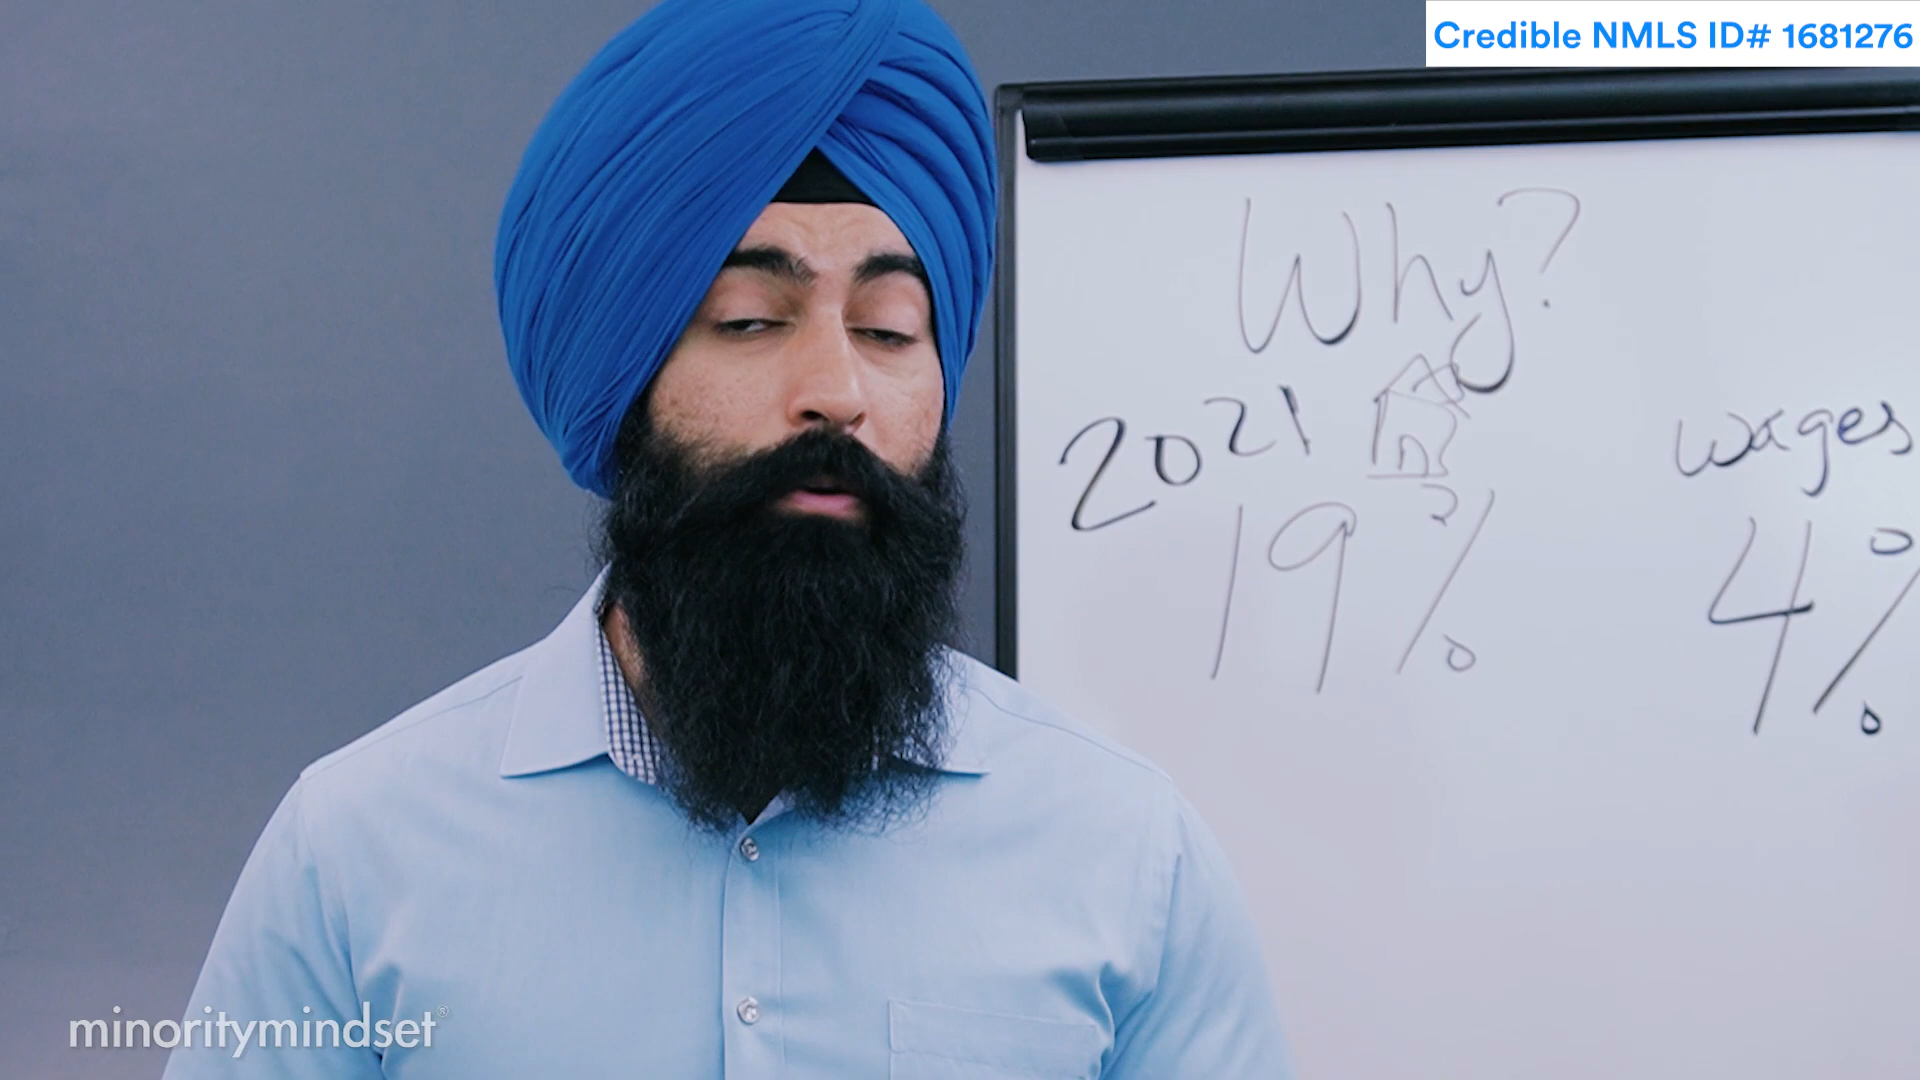 Credible NMLS ID# 1681276
Why?
2021
wages
19%
4%
minoritymindset®